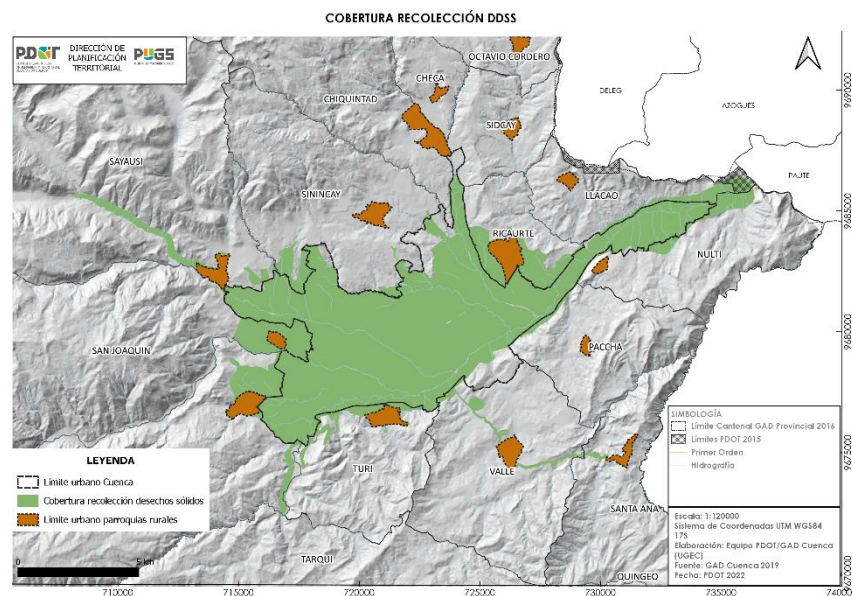 COBERTURA RECOLECCIÓN DDSS
PDOT
DIRECCIÓN DE
PLANIFICACIÓN
TERRITORIAL
PUGS
OCTAVIO CORDERO
CHECA
CHIQUINTAD
SIDCAY
DELEG
AZOGUES
PAUTE
SAYAUSI
SININCAY
LLACAO
RICAURTE
NULTI
SAN JOAQUIN
PACCHA
TURI
VALLE
SANTA ANA
TARQUI
QUINGEO
9690000
9685000
9680000
9675000
9670000
LEYENDA
Límite urbano Cuenca
Cobertura recolección desechos sólidos
Límite urbano parroquias rurales
0
5 km
SIMBOLOGÍA
Límite Cantonal GAD Provincial 2016
Límites PDOT 2015
Primer Orden
Hidrografía
Escala: 1:120000
Sistema de Coordenadas UTM WGS84
17S
Elaboración: Equipo PDOT/GAD Cuenca
(UGEC)
Fuente: GAD Cuenca 2019
Fecha: PDOT 2022
710000
715000
720000
725000
730000
735000